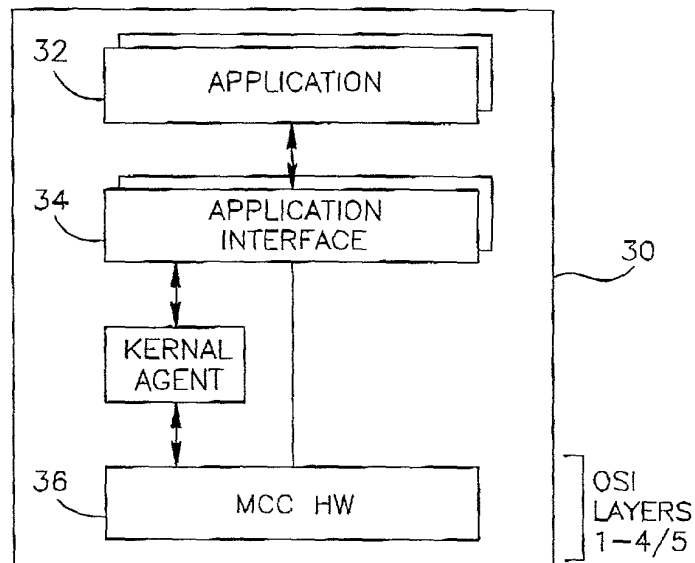 32
APPLICATION
34
APPLICATION
INTERFACE
30
KERNAL
AGENT
36
MCC HW
OSI
LAYERS
1-4/5